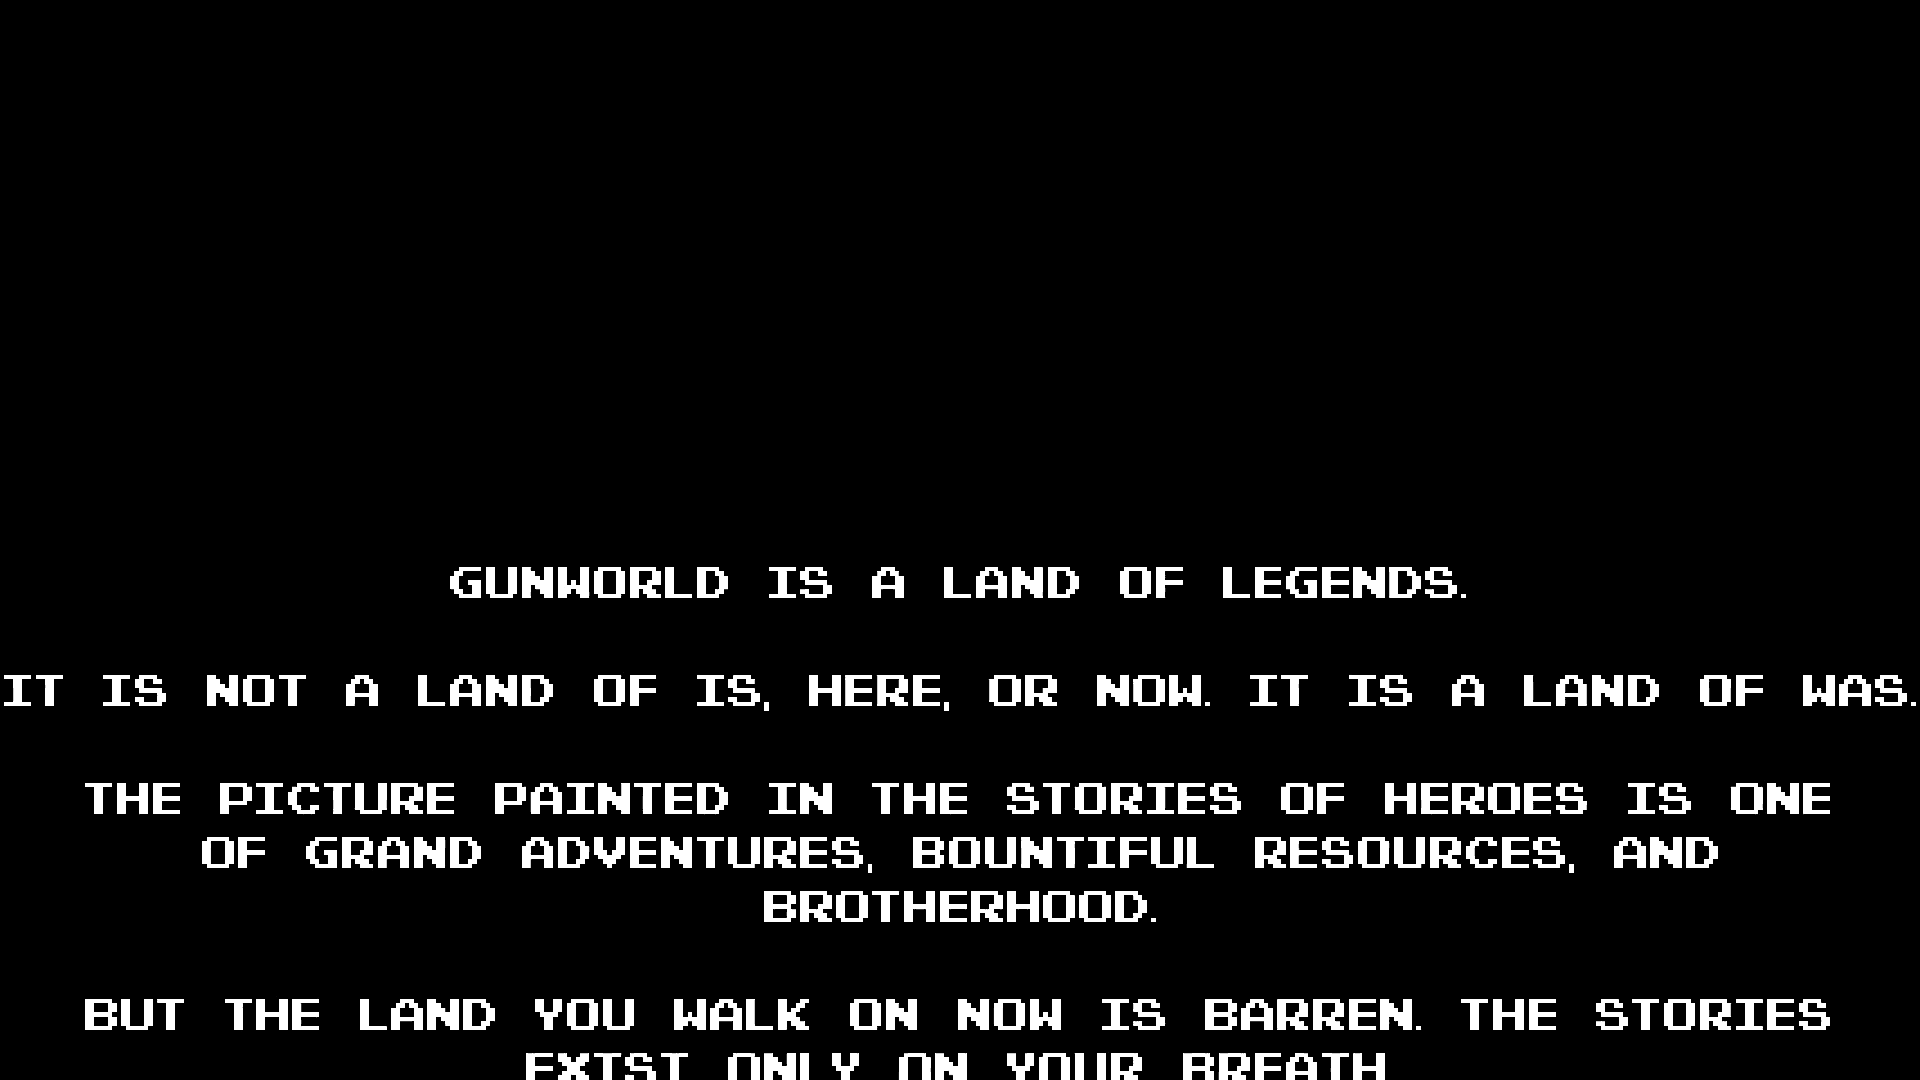 GUNWORLD IS A LAND OF LEGENDS.
IT IS NOT A LAND OF IS, HERE, OR NOW. IT IS A LAND OF WAS.
THE PICTURE PAINTED IN THE STORIES OF HEROES IS ONE
OF GRAND ADVENTURES, BOUNTIFUL RESOURCES, AND
BROTHERHOOD.
BUT THE LAND YOU WALK ON NOW IS BARREN. THE STORIES
EXIST ONLY ON YOUR BREATH